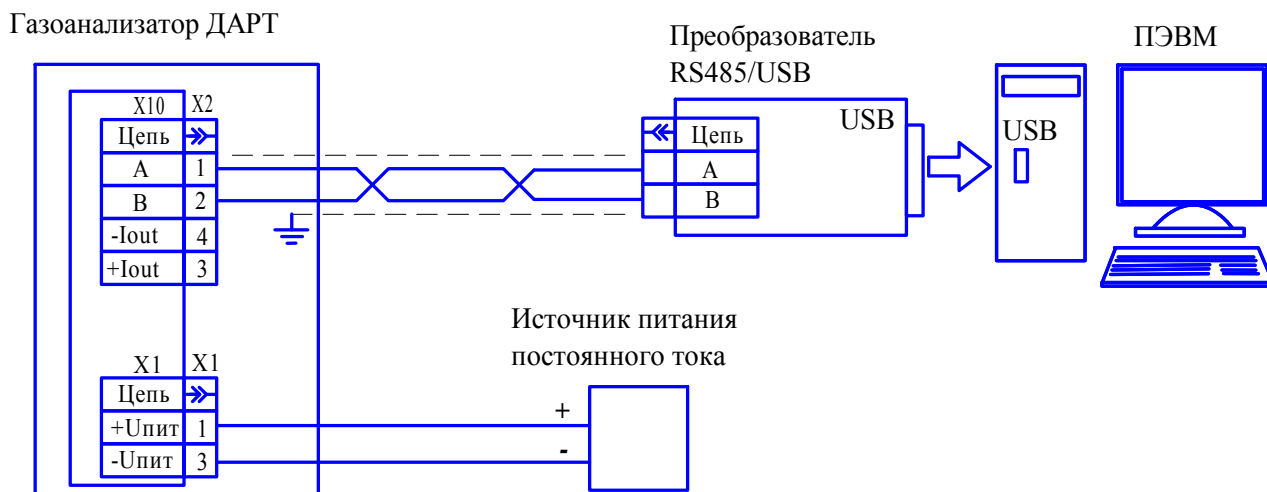 Газоанализатор ДАРТ
Преобразователь
RS485/USB
ПЭВМ
X10 X2
Цепь
A 1
B 2
-Iout 4
+Iout 3
Цепь
A
B
USB
USB
Источник питания
постоянного тока
X1 X1
Цепь
+Uпит 1
-Uпит 3
+
-